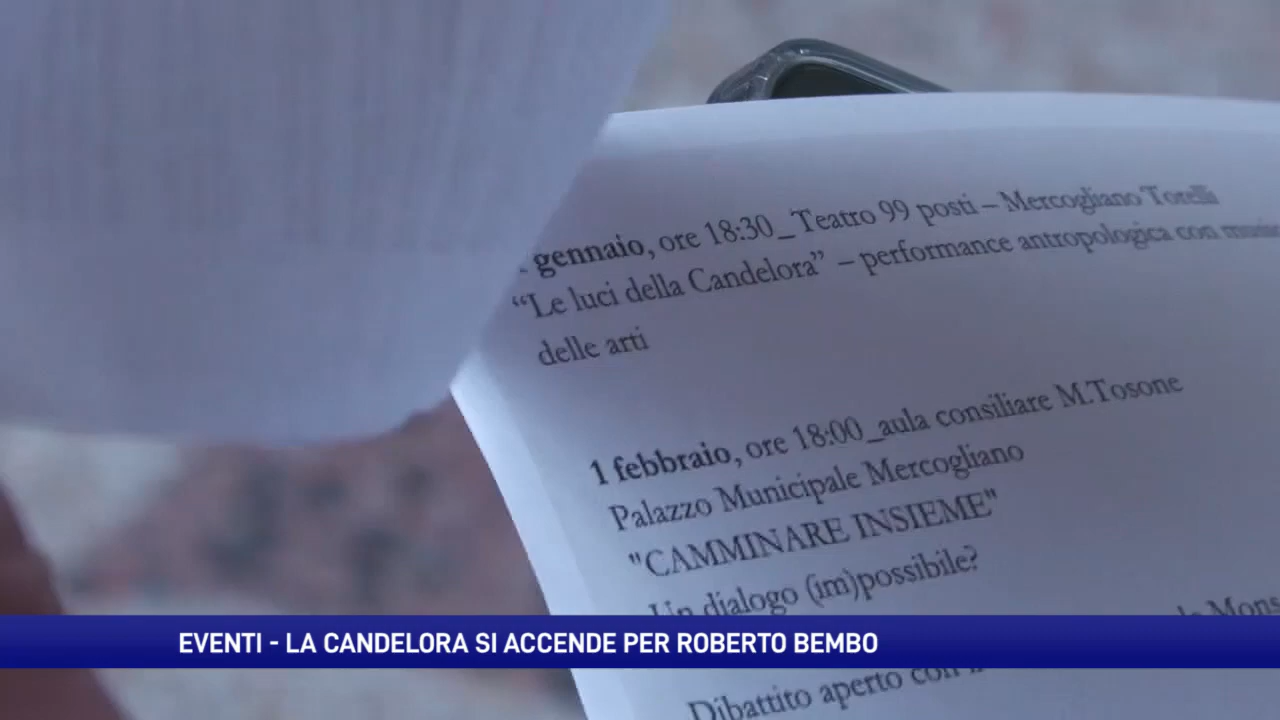 gennaio, ore 18:30_Teatro 99 posti – Mercogliano Torelli
“Le luci della Candelora” – performance antropologica con
delle arti
1 febbraio, ore 18:00_aula consiliare M.Tosone
Palazzo Municipale Mercogliano
"CAMMINARE INSIEME"
Un dialogo (im)possibile?
EVENTI - LA CANDELORA SI ACCENDE PER ROBERTO BEMBO
Dibattito aperto con